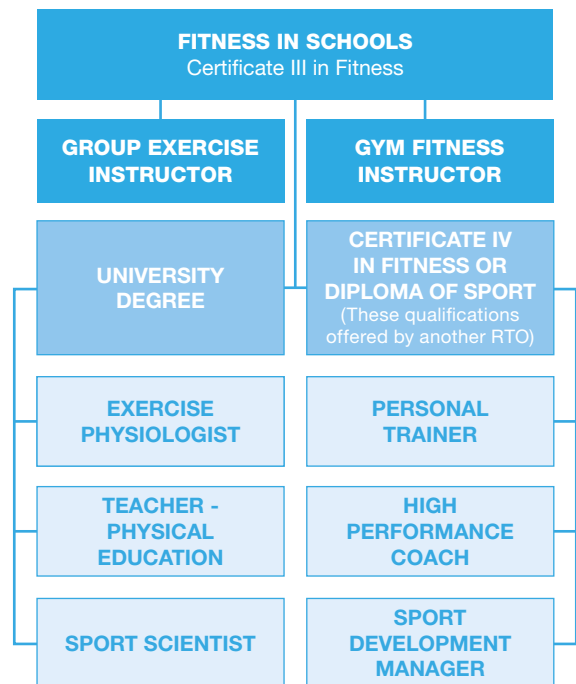 FITNESS IN SCHOOLS
Certificate III in Fitness
GROUP EXERCISE
INSTRUCTOR
GYM FITNESS
INSTRUCTOR
UNIVERSITY
DEGREE
CERTIFICATE IV
IN FITNESS OR
DIPLOMA OF SPORT
(These qualifications
offered by another RTO)
EXERCISE
PHYSIOLOGIST
PERSONAL
TRAINER
TEACHER -
PHYSICAL
EDUCATION
HIGH
PERFORMANCE
COACH
SPORT SCIENTIST
SPORT
DEVELOPMENT
MANAGER